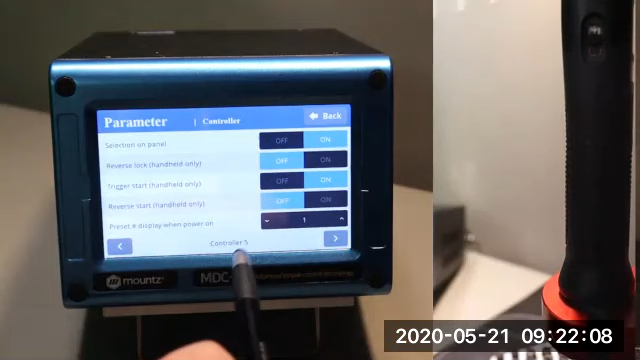 Parameter | Controller Back
Selection on panel OFF ON
Reverse lock (handheld only) OFF ON
Trigger start (handheld only) OFF ON
Reverse start (handheld only) OFF ON
Preset # display when power on 1
Controller 5
mountz MDC-
2020-05-21 09:22:08